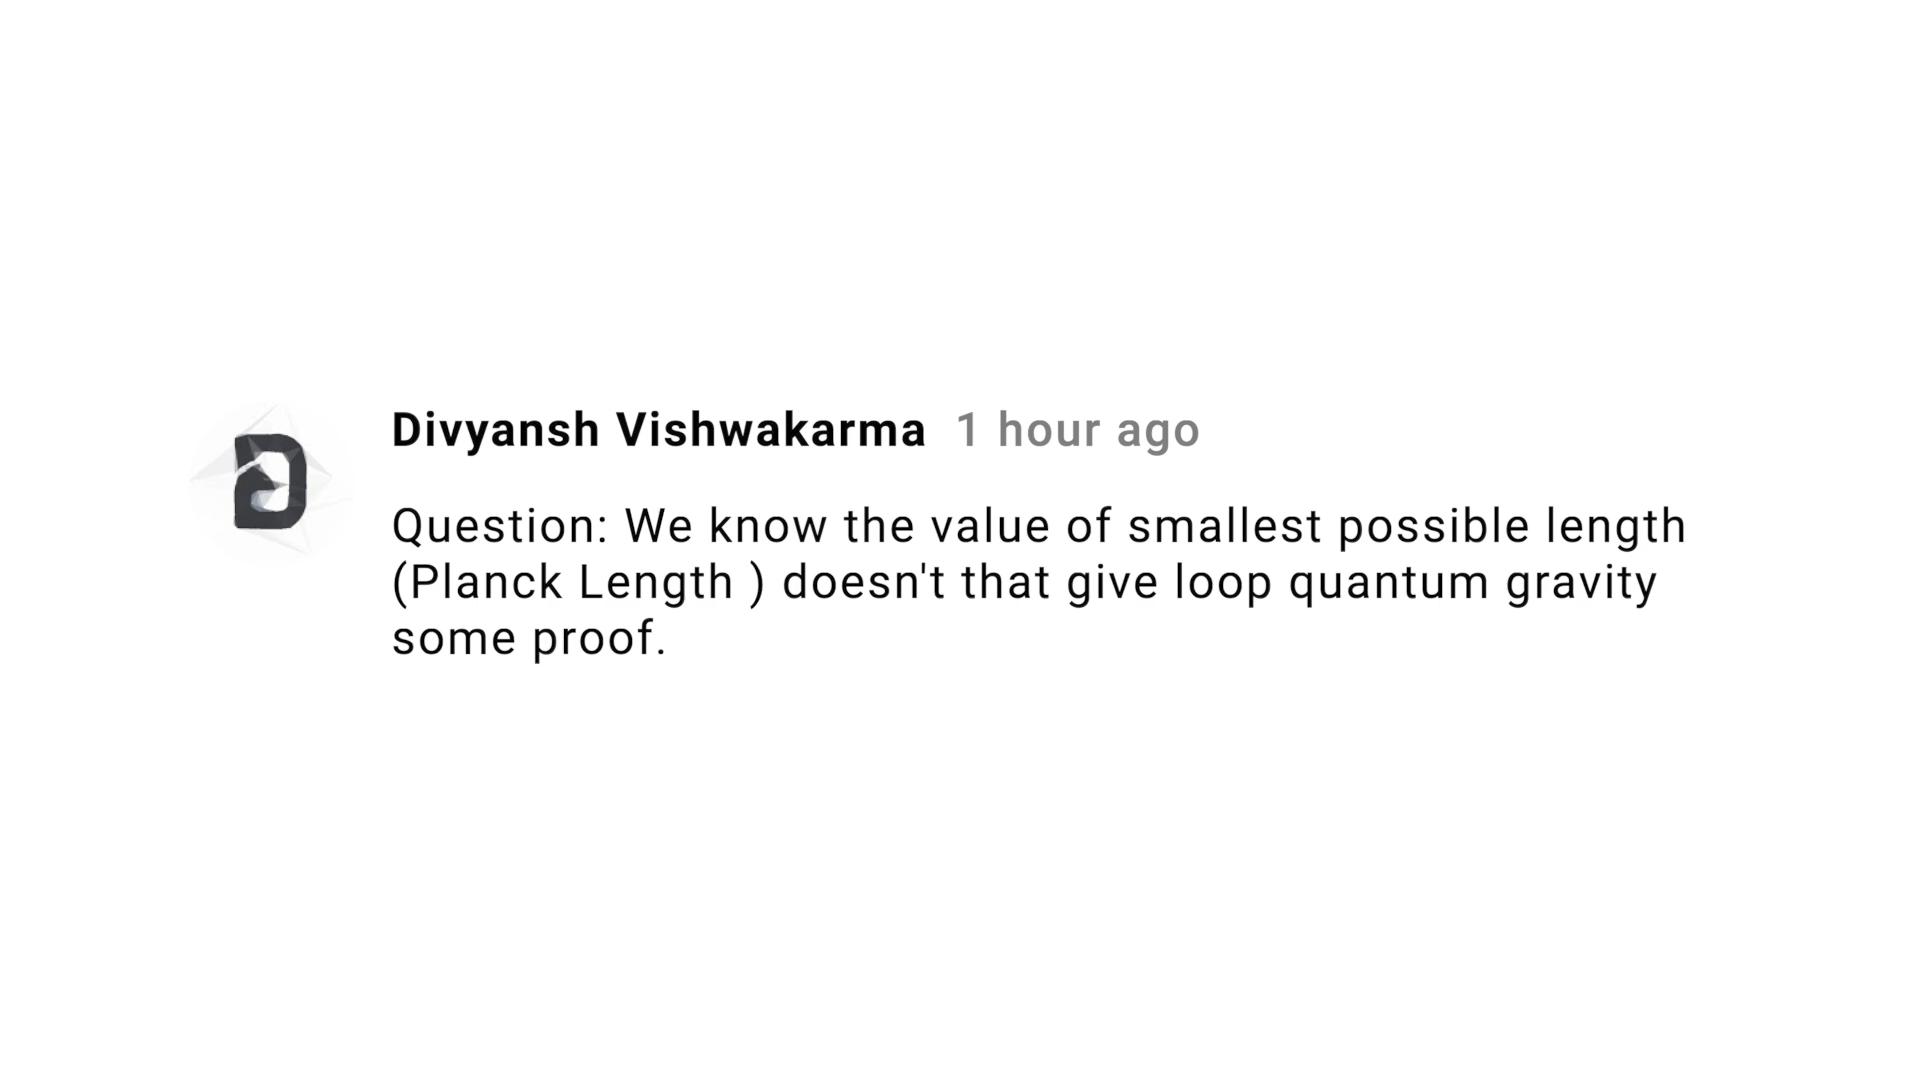 Divyansh Vishwakarma 1 hour ago
Question: We know the value of smallest possible length
(Planck Length ) doesn't that give loop quantum gravity
some proof.